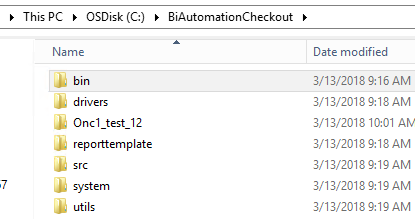 This PC OSDisk (C:) BiAutomationCheckout
Name Date modified
bin 3/13/2018 9:16 AM
drivers 3/13/2018 9:18 AM
Onc1_test_12 3/13/2018 10:01 AM
reporttemplate 3/13/2018 9:18 AM
src 3/13/2018 9:19 AM
system 3/13/2018 9:19 AM
utils 3/13/2018 9:19 AM